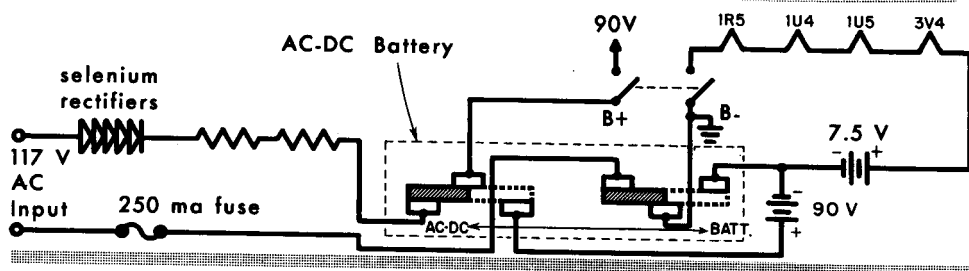 1R5 1U4 1U5 3V4
90V
AC-DC Battery
selenium
rectifiers
B+ B-
7.5 V
- +
117 V
AC
Input
250 ma fuse
-
90 V
+
AC-DC BATT.